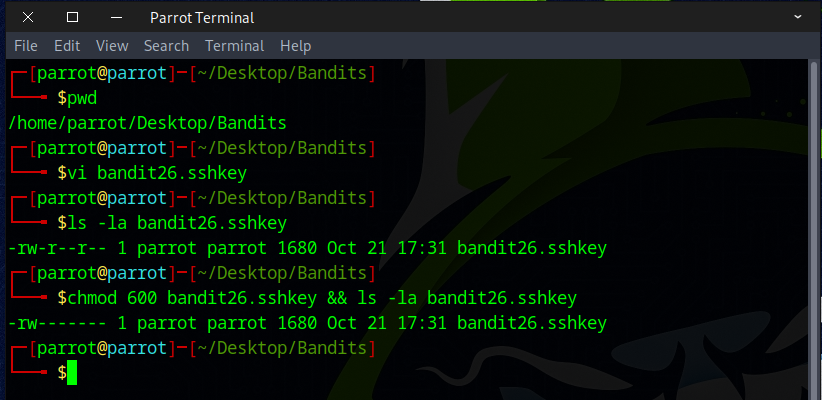 Parrot Terminal
File Edit View Search Terminal Help
┌─[parrot@parrot]─[~/Desktop/Bandits]
└──╼ $pwd
/home/parrot/Desktop/Bandits
┌─[parrot@parrot]─[~/Desktop/Bandits]
└──╼ $vi bandit26.sshkey
┌─[parrot@parrot]─[~/Desktop/Bandits]
└──╼ $ls -la bandit26.sshkey
-rw-r--r-- 1 parrot parrot 1680 Oct 21 17:31 bandit26.sshkey
┌─[parrot@parrot]─[~/Desktop/Bandits]
└──╼ $chmod 600 bandit26.sshkey && ls -la bandit26.sshkey
-rw------- 1 parrot parrot 1680 Oct 21 17:31 bandit26.sshkey
┌─[parrot@parrot]─[~/Desktop/Bandits]
└──╼ $